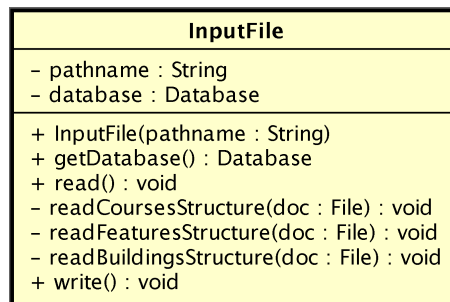 InputFile
– pathname : String
– database : Database
+ InputFile(pathname : String)
+ getDatabase() : Database
+ read() : void
– readCoursesStructure(doc : File) : void
– readFeaturesStructure(doc : File) : void
– readBuildingsStructure(doc : File) : void
+ write() : void